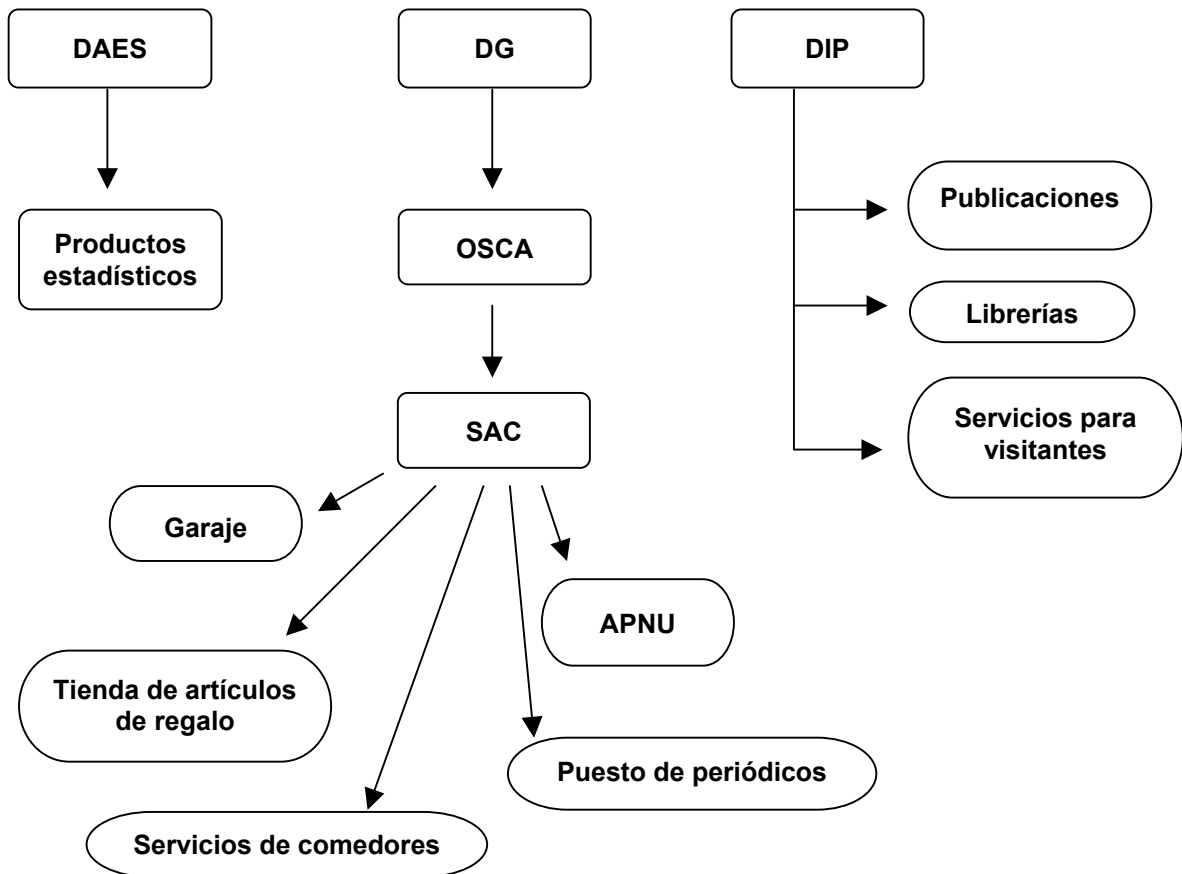 DAES
DG
DIP
Productos
estadísticos
OSCA
Publicaciones
Librerías
SAC
Servicios para
visitantes
Garaje
APNU
Tienda de artículos
de regalo
Puesto de periódicos
Servicios de comedores